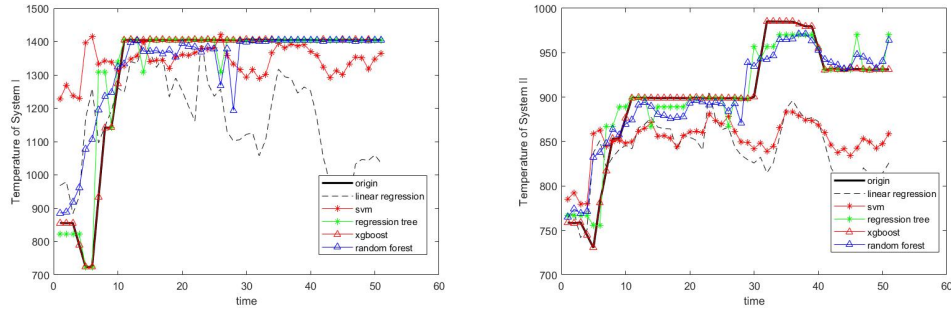 Temperature of System I
1500
1400
1300
1200
1100
1000
900
800
700
0
10
20
30
40
50
60
time
origin
linear regression
svm
regression tree
xgboost
random forest
Temperature of System II
1000
950
900
850
800
750
700
0
10
20
30
40
50
60
time
origin
linear regression
svm
regression tree
xgboost
random forest